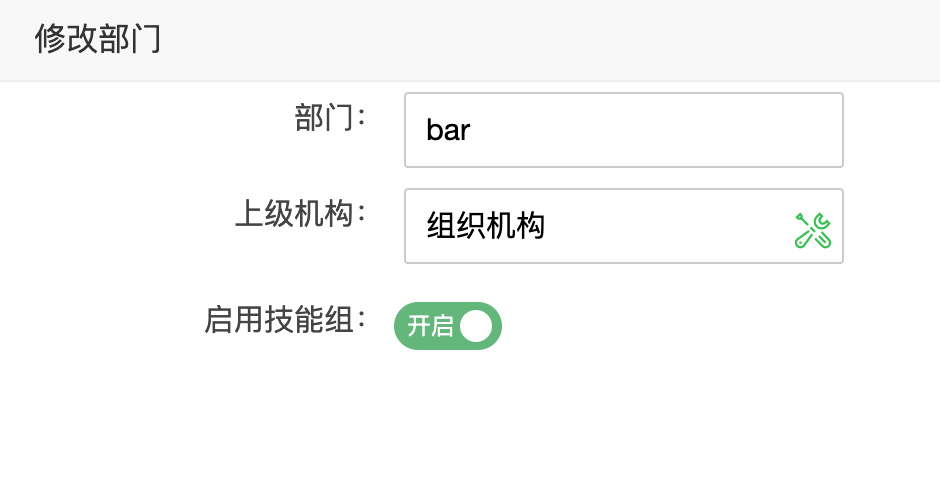 修改部门
部门：
bar
上级机构：
组织机构
启用技能组：
开启